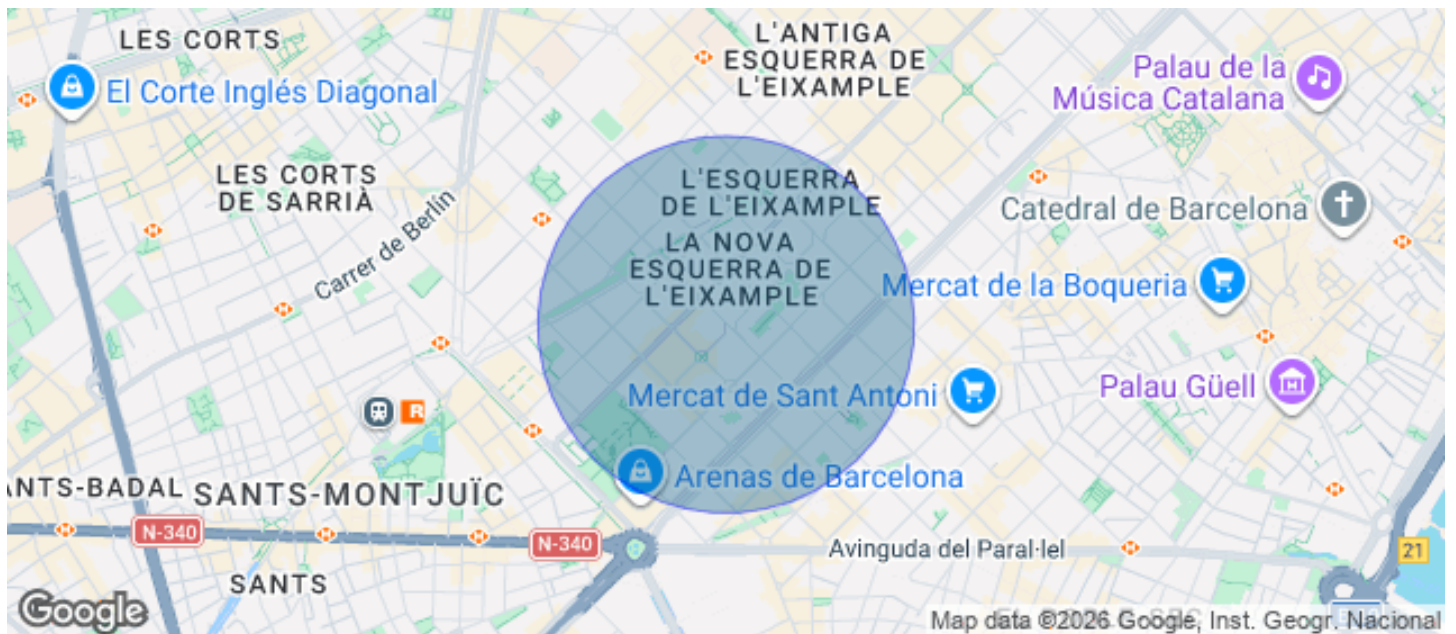 LES CORTS
El Corte Inglés Diagonal
L'ANTIGA
ESQUERRA DE
L'EIXAMPLE
Palau de la
Música Catalana
LES CORTS
DE SARRIÀ
Carrer de Berlín
L'ESQUERRA
DE L'EIXAMPLE
LA NOVA
ESQUERRA DE
L'EIXAMPLE
Catedral de Barcelona
Mercat de la Boqueria
Mercat de Sant Antoni
Palau Güell
R
Arenas de Barcelona
ANTS-BADAL
SANTS-MONTJUÏC
N-340
N-340
Avinguda del Paral·lel
21
SANTS
Google
Map data ©2026 Google, Inst. Geogr. Nacional